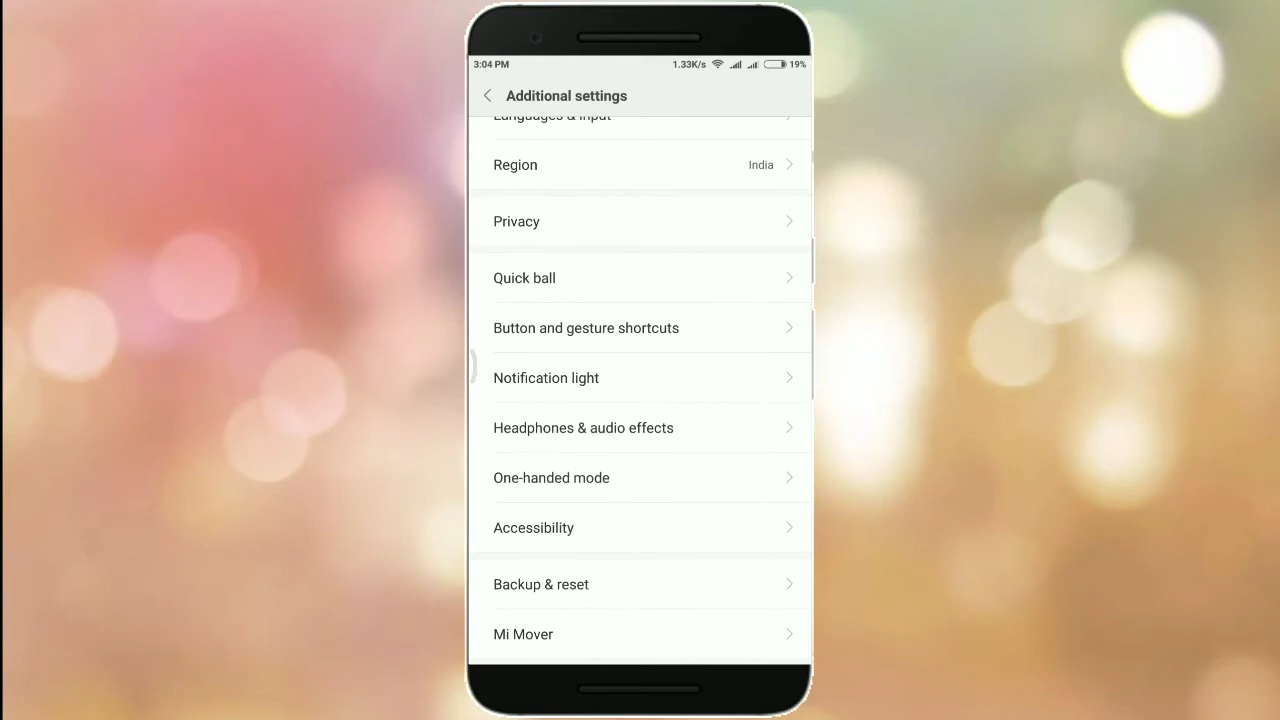 3:04 PM 1.33K/s 19%
Additional settings
Languages & input
Region India
Privacy
Quick ball
Button and gesture shortcuts
Notification light
Headphones & audio effects
One-handed mode
Accessibility
Backup & reset
Mi Mover